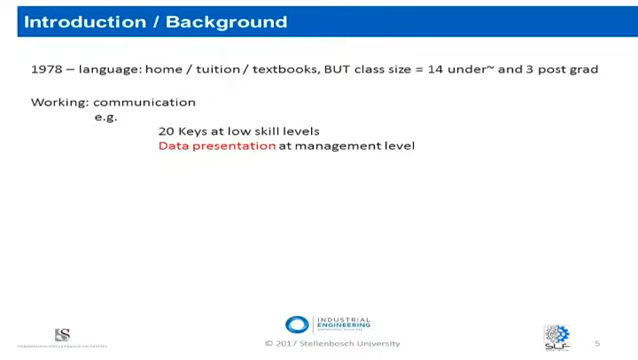 Introduction / Background
1978 – language: home / tuition / textbooks, BUT class size = 14 under~ and 3 post grad
Working: communication
e.g.
20 Keys at low skill levels
Data presentation at management level
INDUSTRIAL
ENGINEERING
© 2017 Stellenbosch University
SLF
5